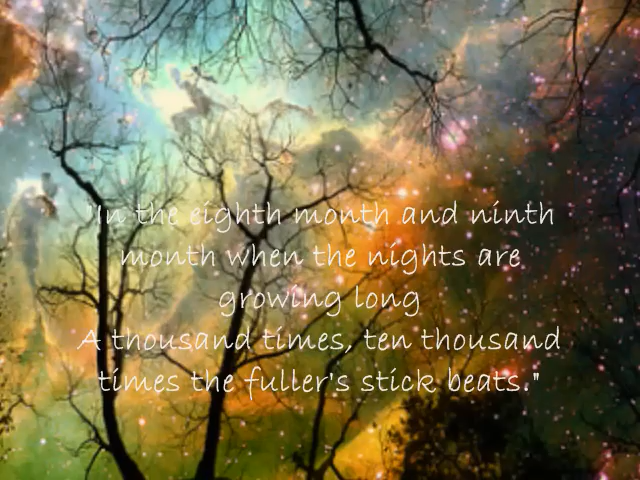 "In the eighth month and ninth
month when the nights are
growing long
A thousand times, ten thousand
times the fuller's stick beats."